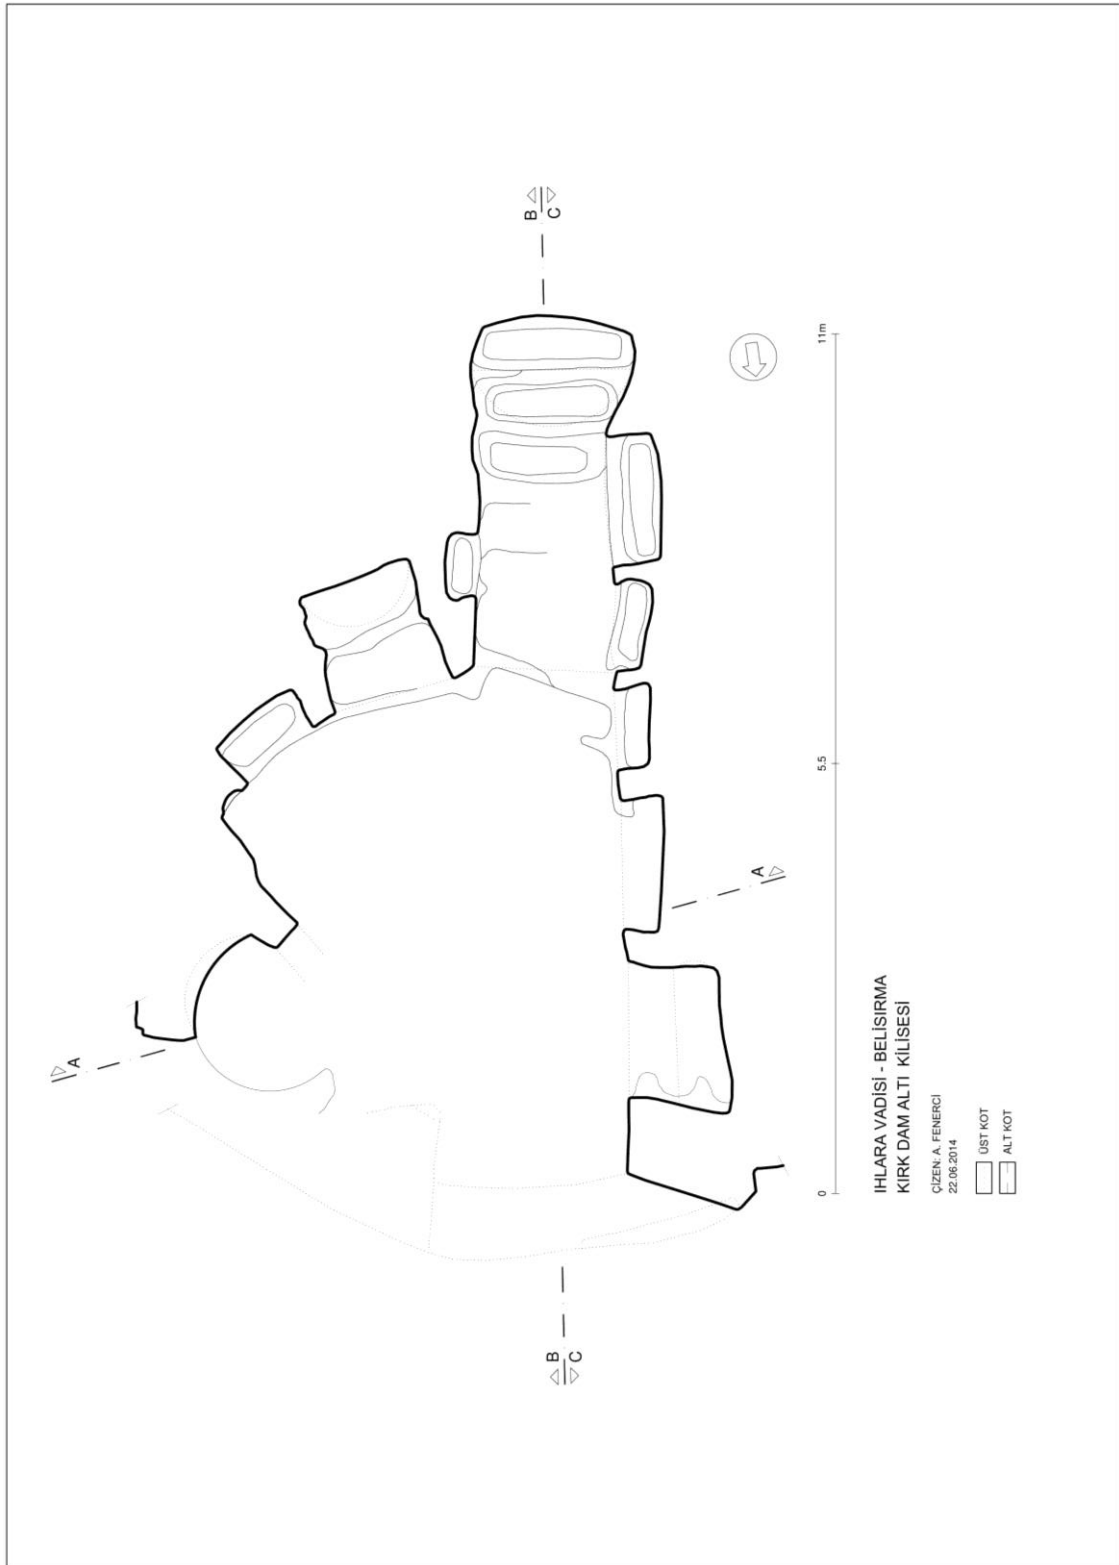 B
C
A
11m
5.5
0
A
B
C
IHLARA VADİSİ - BELİSIRMA
KIRK DAM ALTI KİLİSESİ
ÇİZEN: A. FENERCİ
22.06.2014
ÜST KOT
ALT KOT